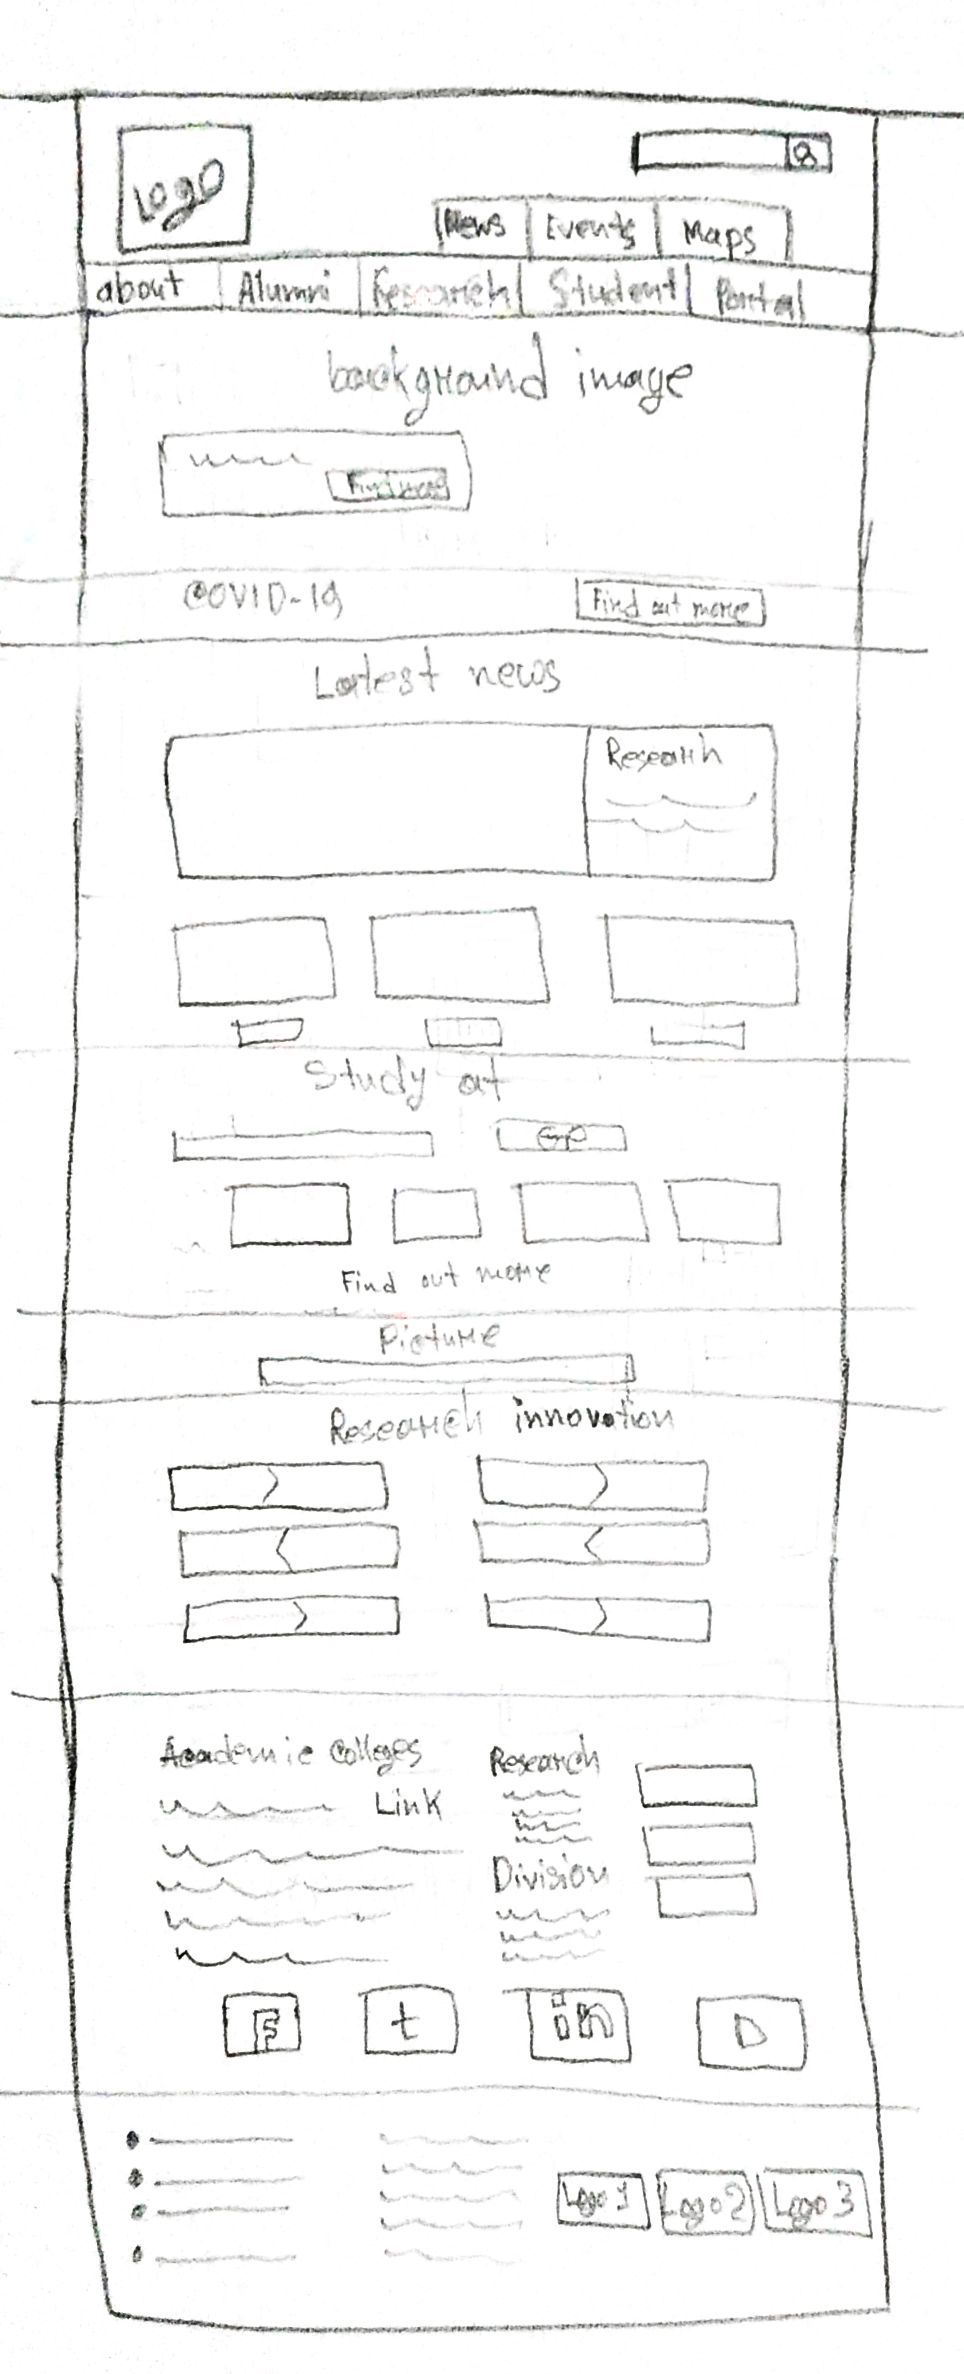 Logo
News Events Maps
about Alumni Research Student Portal
background image
Find more
COVID-19 Find out more
Latest news
Research
Study at
GO
Find out more
Picture
Research innovation
Academic Colleges Research
Link
Division
f t in D
Logo 1 Logo 2 Logo 3